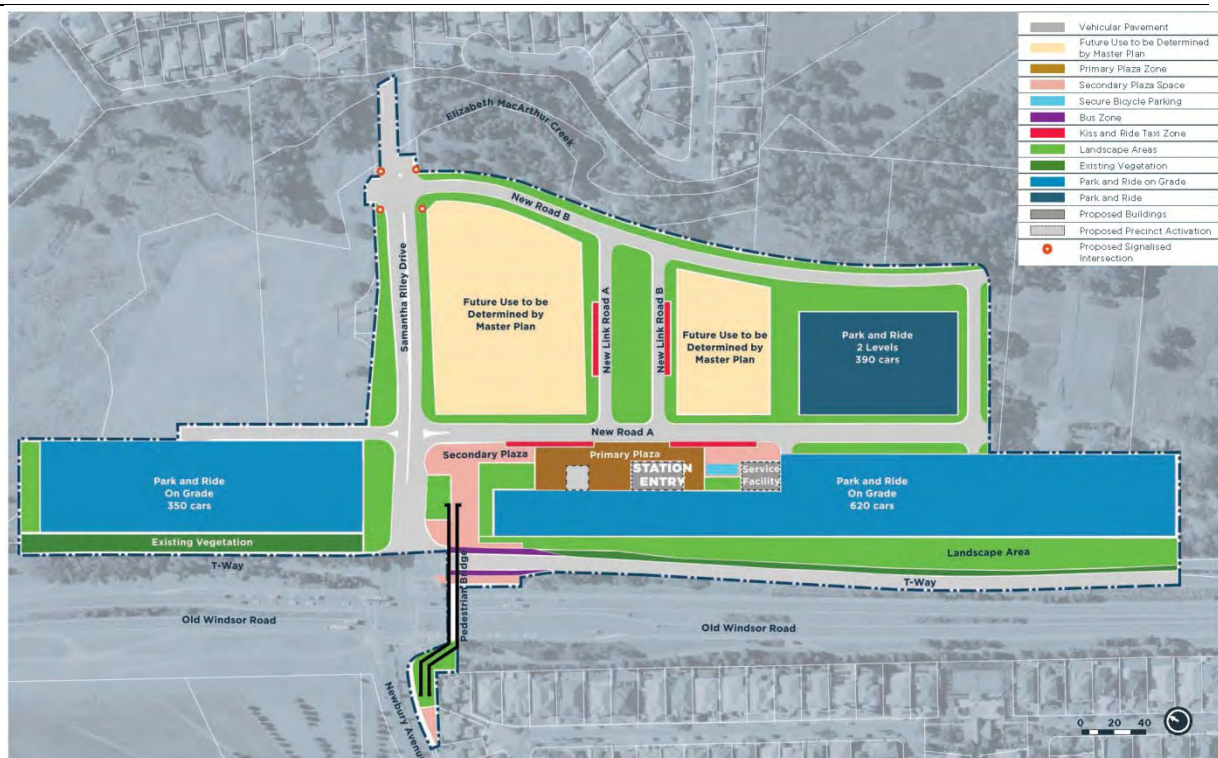 Vehicular Pavement
Future Use to be Determined
by Master Plan
Primary Plaza Zone
Secondary Plaza Space
Secure Bicycle Parking
Bus Zone
Kiss and Ride Taxi Zone
Landscape Areas
Existing Vegetation
Park and Ride on Grade
Park and Ride
Proposed Buildings
Proposed Precinct Activation
Proposed Signalised
Intersection
Elizabeth MacArthur Creek
New Road B
Samantha Riley Drive
Future Use to be
Determined by
Master Plan
New Link Road A
New Link Road B
Future Use to be
Determined by
Master Plan
Park and Ride
2 Levels
390 cars
New Road A
Secondary Plaza
Primary Plaza
STATION
ENTRY
Service
Facility
Park and Ride
On Grade
350 cars
Park and Ride
On Grade
620 cars
Existing Vegetation
Landscape Area
T-Way
T-Way
Pedestrian Bridge
Old Windsor Road
Old Windsor Road
Newbury Avenue
0 20 40